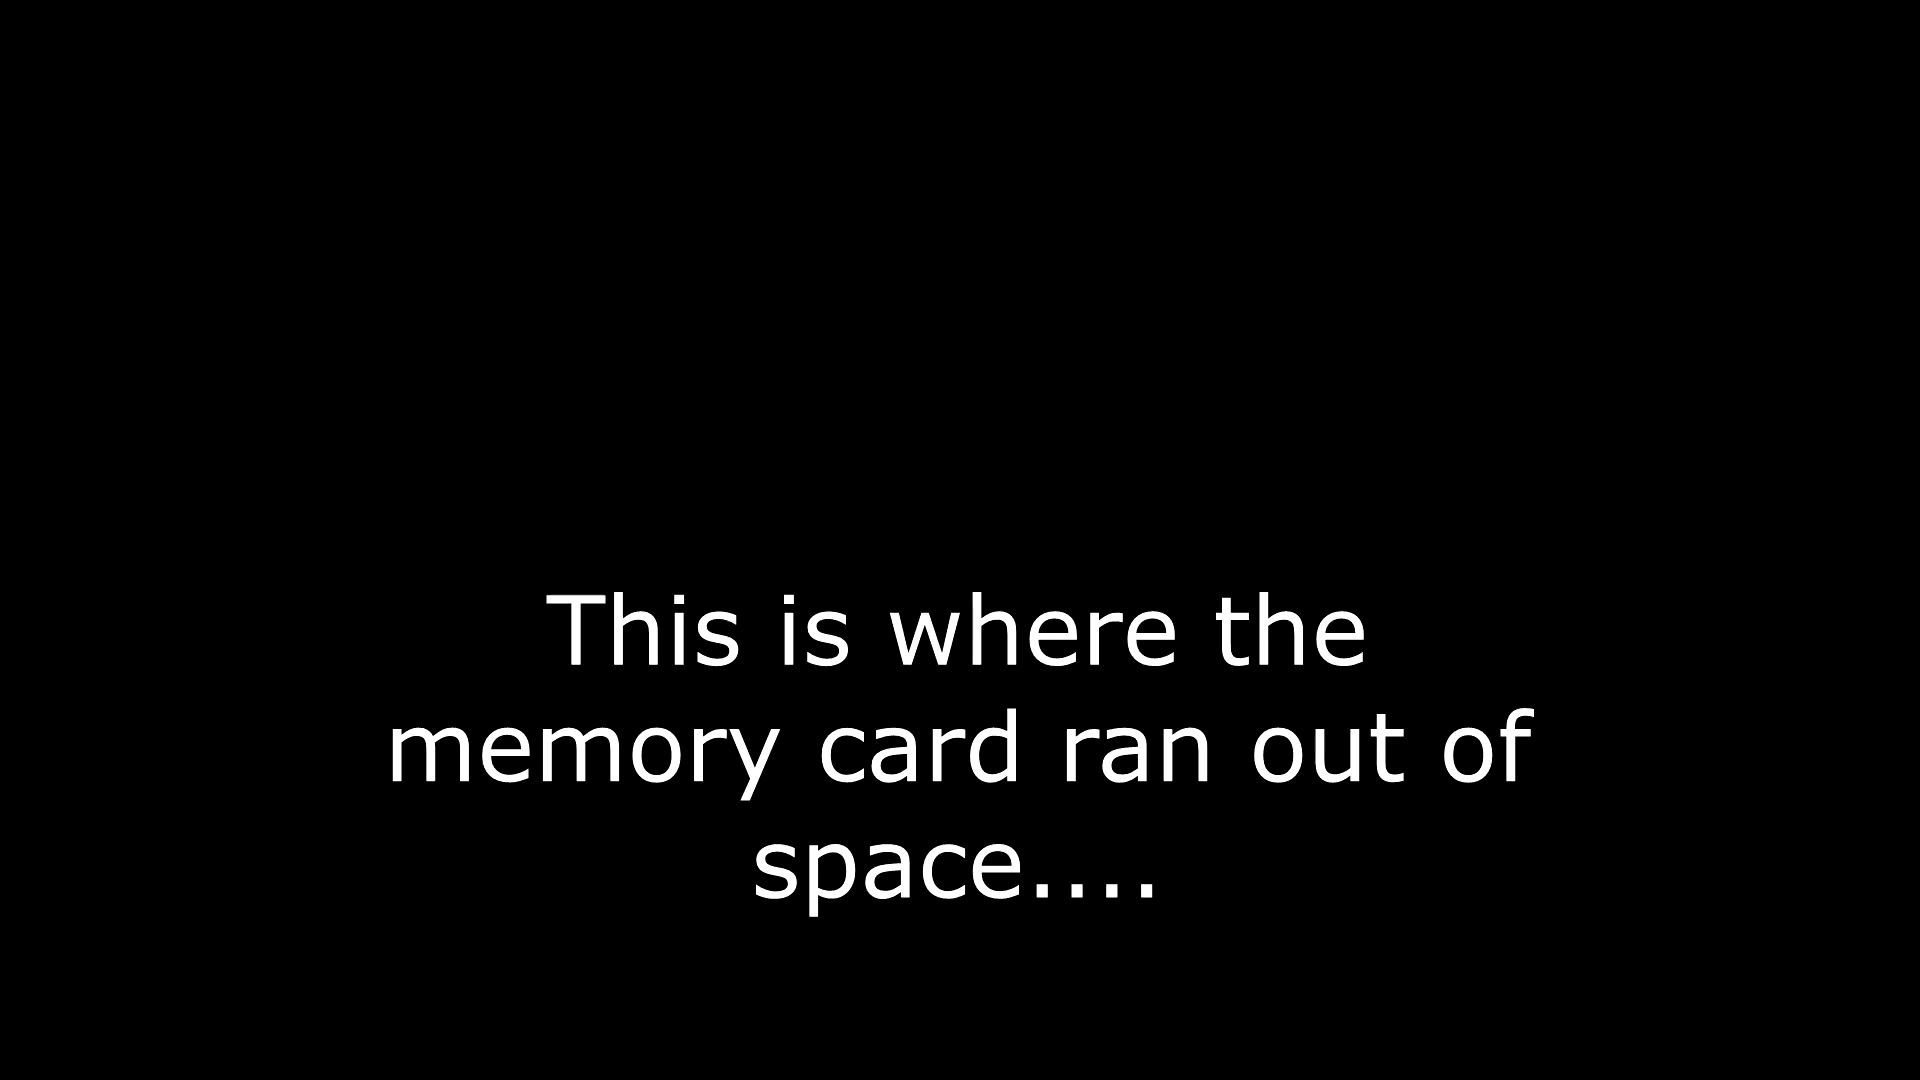 This is where the
memory card ran out of
space....